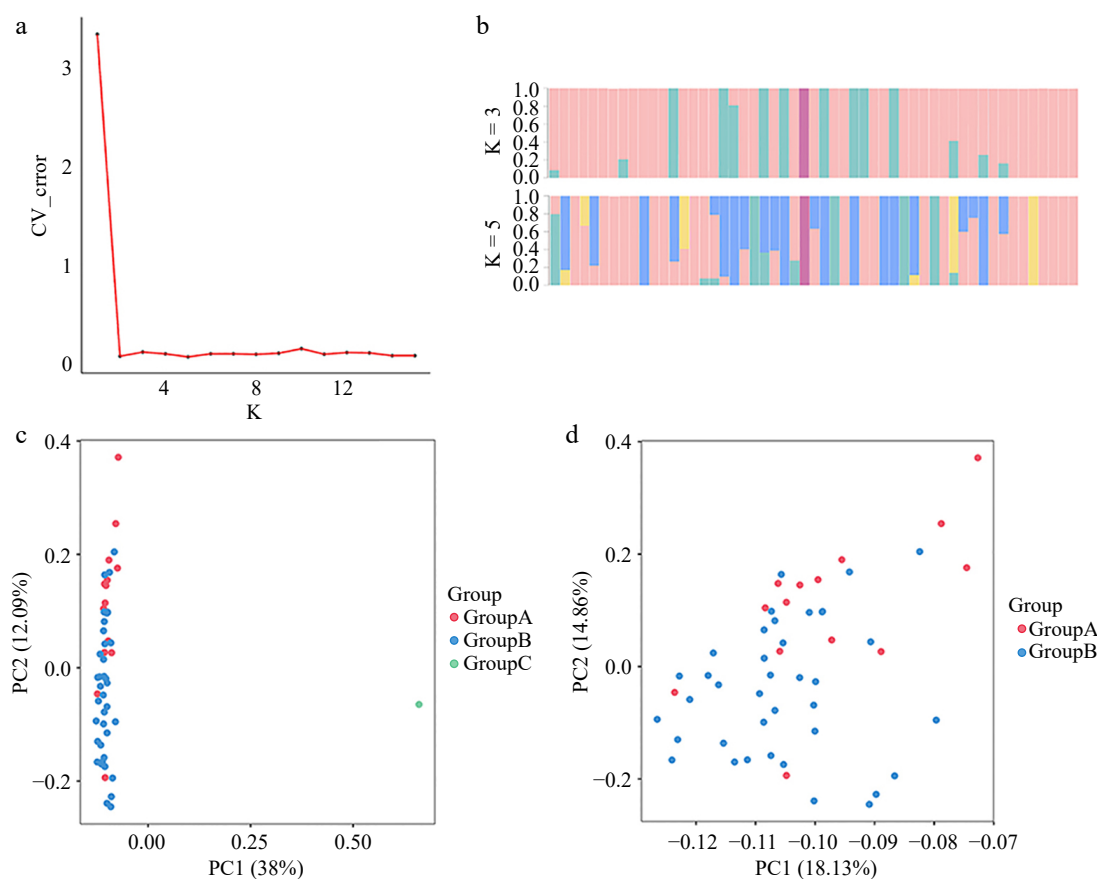 a
CV_error
3
2
1
0
4
8
12
K
b
K = 3
1.0
0.8
0.6
0.4
0.2
0.0
K = 5
1.0
0.8
0.6
0.4
0.2
0.0
c
PC2 (12.09%)
0.4
0.2
0.0
−0.2
0.00
0.25
0.50
PC1 (38%)
Group
GroupA
GroupB
GroupC
d
PC2 (14.86%)
0.4
0.2
0.0
−0.2
−0.12
−0.11
−0.10
−0.09
−0.08
−0.07
PC1 (18.13%)
Group
GroupA
GroupB